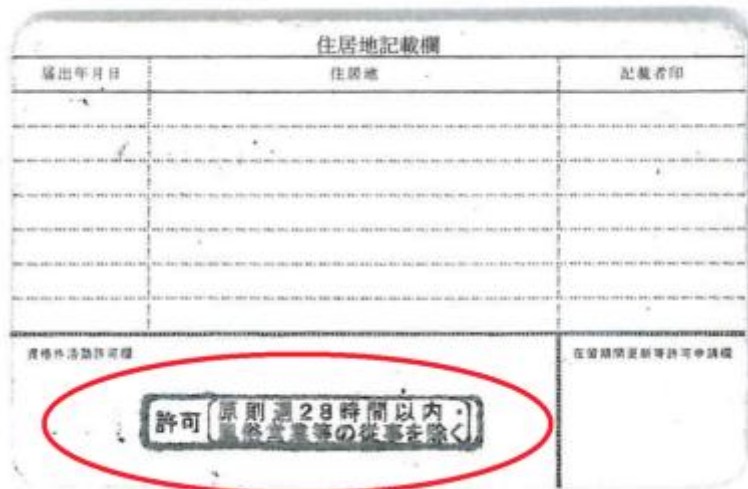 住居地記載欄
届出年月日 住居地 記載者印
資格外活動許可欄 在留期間更新等許可申請欄
許可 原則週28時間以内・
風俗営業等の従事を除く